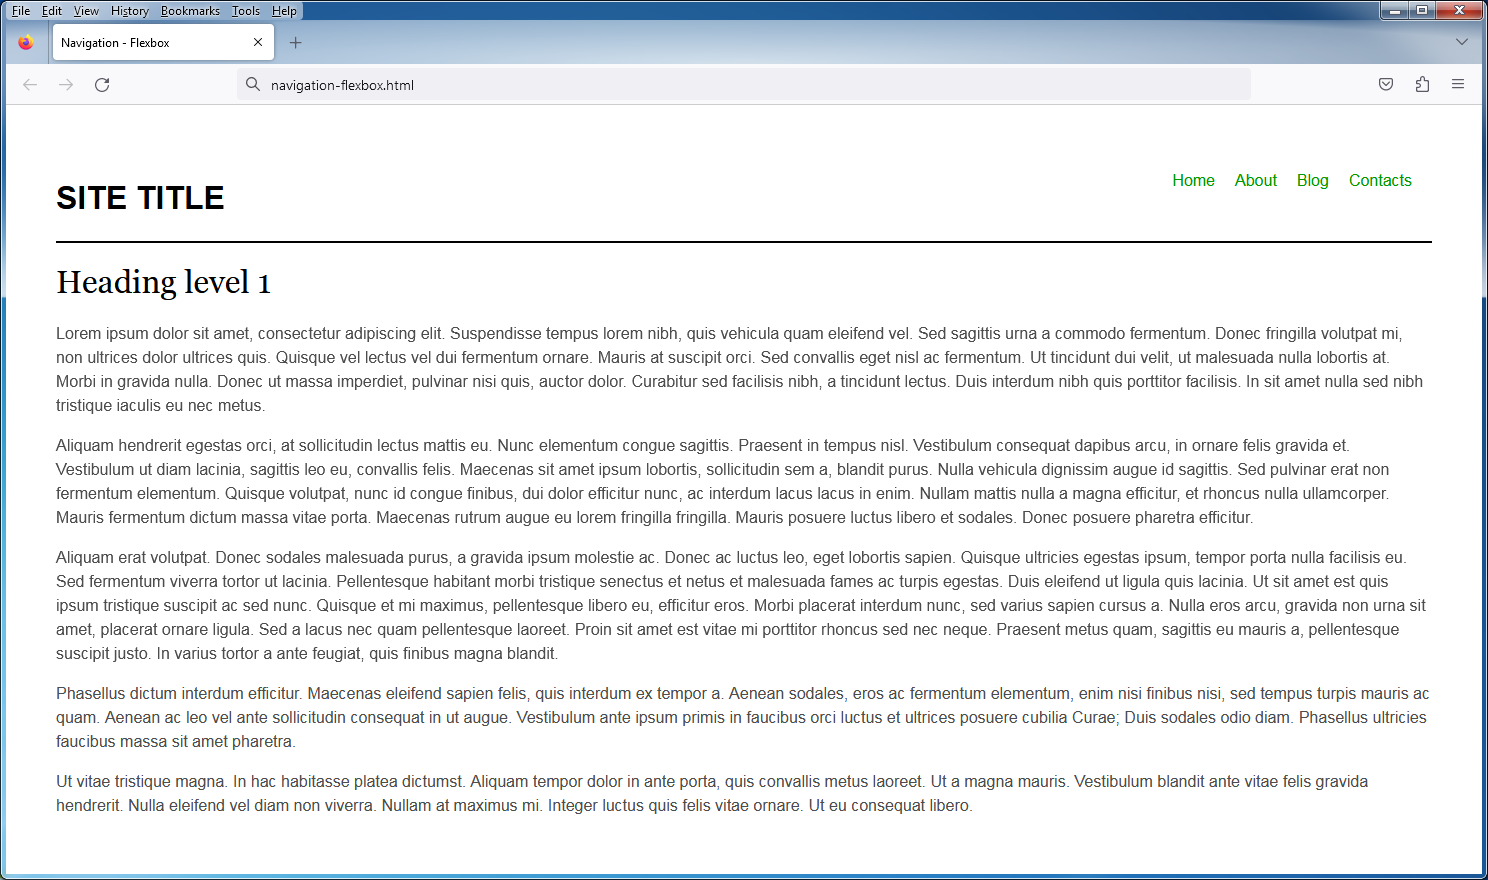 File Edit View History Bookmarks Tools Help
Navigation - Flexbox
navigation-flexbox.html
SITE TITLE
Home About Blog Contacts
Heading level 1
Lorem ipsum dolor sit amet, consectetur adipiscing elit. Suspendisse tempus lorem nibh, quis vehicula quam eleifend vel. Sed sagittis urna a commodo fermentum. Donec fringilla volutpat mi,
non ultrices dolor ultrices quis. Quisque vel lectus vel dui fermentum ornare. Mauris at suscipit orci. Sed convallis eget nisl ac fermentum. Ut tincidunt dui velit, ut malesuada nulla lobortis at.
Morbi in gravida nulla. Donec ut massa imperdiet, pulvinar nisi quis, auctor dolor. Curabitur sed facilisis nibh, a tincidunt lectus. Duis interdum nibh quis porttitor facilisis. In sit amet nulla sed nibh
tristique iaculis eu nec metus.
Aliquam hendrerit egestas orci, at sollicitudin lectus mattis eu. Nunc elementum congue sagittis. Praesent in tempus nisl. Vestibulum consequat dapibus arcu, in ornare felis gravida et.
Vestibulum ut diam lacinia, sagittis leo eu, convallis felis. Maecenas sit amet ipsum lobortis, sollicitudin sem a, blandit purus. Nulla vehicula dignissim augue id sagittis. Sed pulvinar erat non
fermentum elementum. Quisque volutpat, nunc id congue finibus, dui dolor efficitur nunc, ac interdum lacus lacus in enim. Nullam mattis nulla a magna efficitur, et rhoncus nulla ullamcorper.
Mauris fermentum dictum massa vitae porta. Maecenas rutrum augue eu lorem fringilla fringilla. Mauris posuere luctus libero et sodales. Donec posuere pharetra efficitur.
Aliquam erat volutpat. Donec sodales malesuada purus, a gravida ipsum molestie ac. Donec ac luctus leo, eget lobortis sapien. Quisque ultricies egestas ipsum, tempor porta nulla facilisis eu.
Sed fermentum viverra tortor ut lacinia. Pellentesque habitant morbi tristique senectus et netus et malesuada fames ac turpis egestas. Duis eleifend ut ligula quis lacinia. Ut sit amet est quis
ipsum tristique suscipit ac sed nunc. Quisque et mi maximus, pellentesque libero eu, efficitur eros. Morbi placerat interdum nunc, sed varius sapien cursus a. Nulla eros arcu, gravida non urna sit
amet, placerat ornare ligula. Sed a lacus nec quam pellentesque laoreet. Proin sit amet est vitae mi porttitor rhoncus sed nec neque. Praesent metus quam, sagittis eu mauris a, pellentesque
suscipit justo. In varius tortor a ante feugiat, quis finibus magna blandit.
Phasellus dictum interdum efficitur. Maecenas eleifend sapien felis, quis interdum ex tempor a. Aenean sodales, eros ac fermentum elementum, enim nisi finibus nisi, sed tempus turpis mauris ac
quam. Aenean ac leo vel ante sollicitudin consequat in ut augue. Vestibulum ante ipsum primis in faucibus orci luctus et ultrices posuere cubilia Curae; Duis sodales odio diam. Phasellus ultricies
faucibus massa sit amet pharetra.
Ut vitae tristique magna. In hac habitasse platea dictumst. Aliquam tempor dolor in ante porta, quis convallis metus laoreet. Ut a magna mauris. Vestibulum blandit ante vitae felis gravida
hendrerit. Nulla eleifend vel diam non viverra. Nullam at maximus mi. Integer luctus quis felis vitae ornare. Ut eu consequat libero.